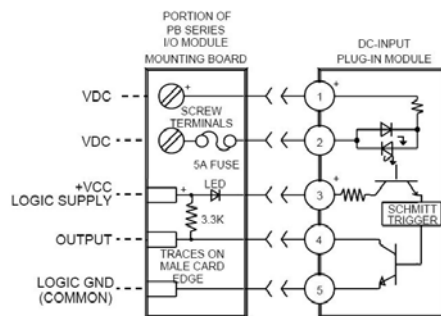 PORTION OF
PB SERIES
I/O MODULE
MOUNTING BOARD
DC-INPUT
PLUG-IN MODULE
VDC
+
SCREW
TERMINALS
1
+
VDC
5A FUSE
2
+VCC
LOGIC SUPPLY
+
LED
3
+
3.3K
SCHMITT
TRIGGER
OUTPUT
4
TRACES ON
MALE CARD
EDGE
LOGIC GND
(COMMON)
5